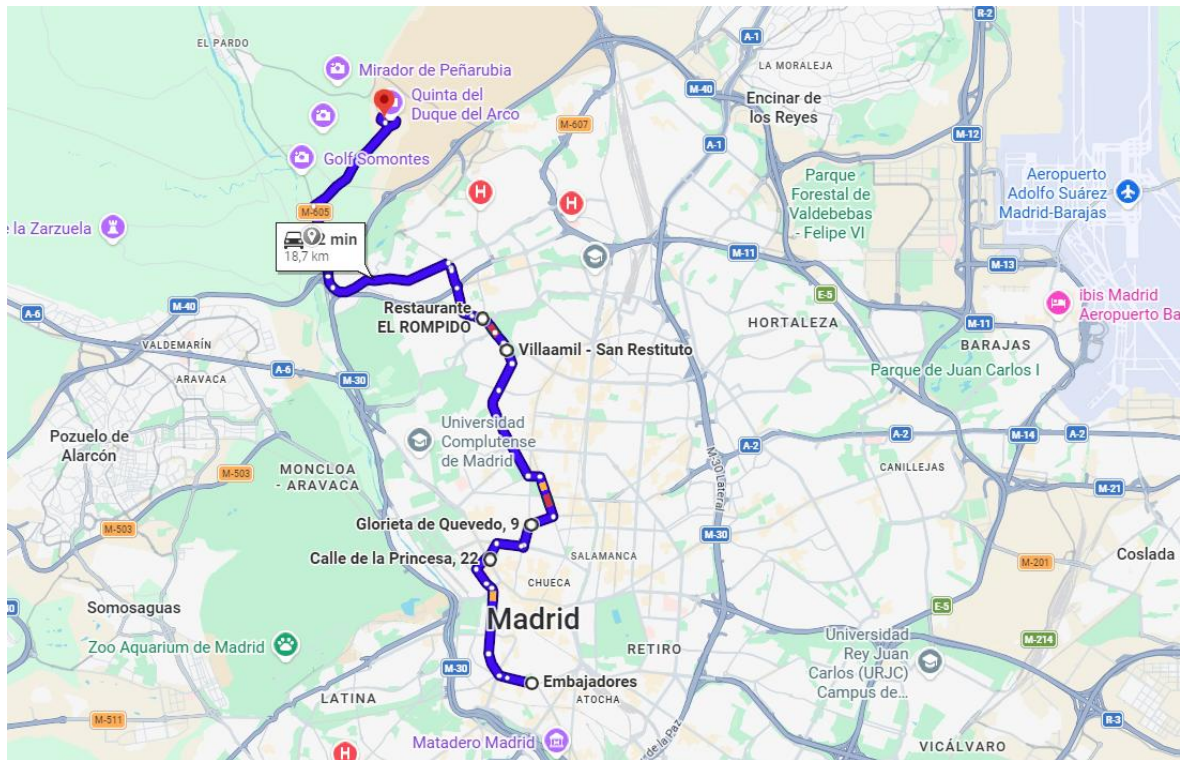 R-2
A-1
EL PARDO
LA MORALEJA
Mirador de Peñarubia
M-40
Encinar de
los Reyes
Quinta del
Duque del Arco
M-607
M-12
A-1
Golf Somontes
H
H
Parque
Forestal de
Valdebebas
- Felipe VI
Aeropuerto
Adolfo Suárez
Madrid-Barajas
M-605
e la Zarzuela
2 min
18,7 km
M-11
M-13
E-5
ibis Madrid
Aeropuerto Ba
M-40
A-6
Restaurante
EL ROMPIDO
HORTALEZA
M-11
VALDEMARÍN
Villaamil - San Restituto
BARAJAS
A-6
M-30
ARAVACA
Parque de Juan Carlos I
Universidad
Complutense
de Madrid
Pozuelo de
Alarcón
A-2
A-2
M-14
A-2
M-30 Lateral
MONCLOA
- ARAVACA
M-503
CANILLEJAS
M-21
M-503
Glorieta de Quevedo, 9
M-30
Calle de la Princesa, 22
SALAMANCA
Coslada
M-201
CHUECA
Somosaguas
Madrid
E-5
Zoo Aquarium de Madrid
RETIRO
Universidad
Rey Juan
Carlos (URJC)
Campus de...
M-214
M-30
Embajadores
LATINA
ATOCHA
M-511
R-3
Matadero Madrid
de la Paz
H
VICÁLVARO